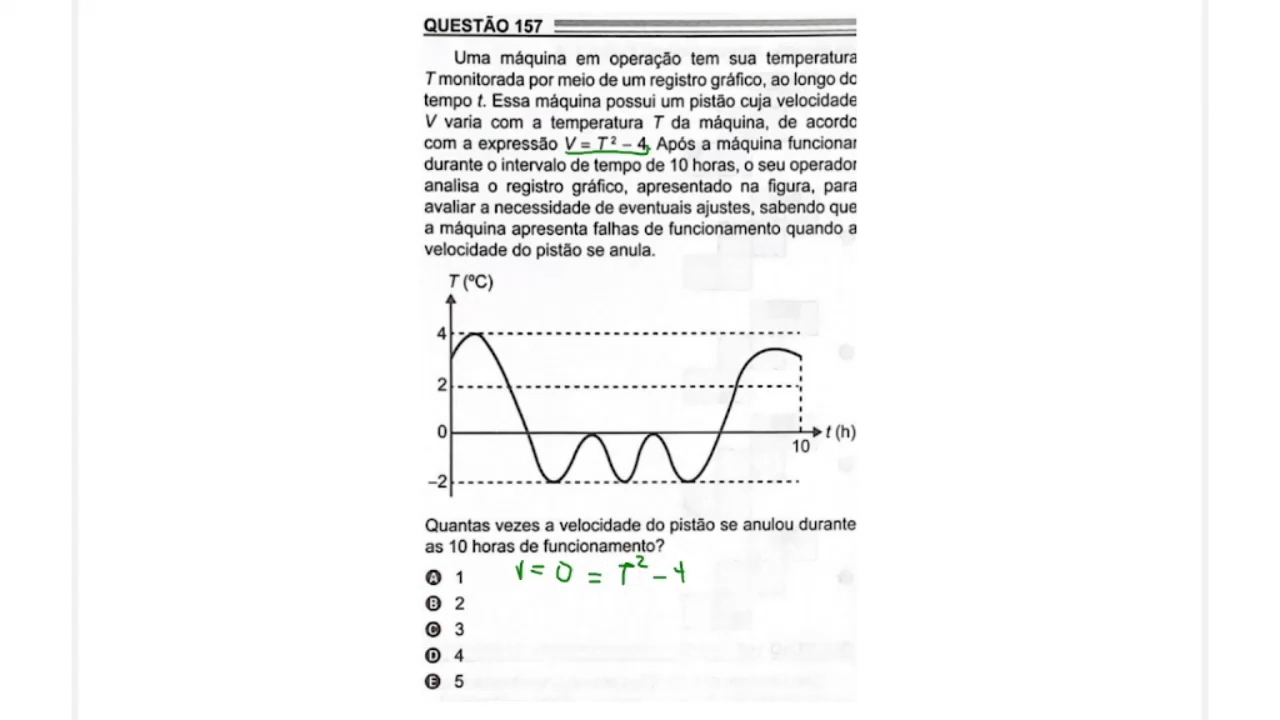 QUESTÃO 157
Uma máquina em operação tem sua temperatura
T monitorada por meio de um registro gráfico, ao longo do
tempo t. Essa máquina possui um pistão cuja velocidade
V varia com a temperatura T da máquina, de acordo
com a expressão V = T² – 4. Após a máquina funcionar
durante o intervalo de tempo de 10 horas, o seu operador
analisa o registro gráfico, apresentado na figura, para
avaliar a necessidade de eventuais ajustes, sabendo que
a máquina apresenta falhas de funcionamento quando a
velocidade do pistão se anula.
T (ºC)
4
2
0
t (h)
10
–2
Quantas vezes a velocidade do pistão se anulou durante
as 10 horas de funcionamento?
V = 0 = T² – 4
A 1
B 2
C 3
D 4
E 5